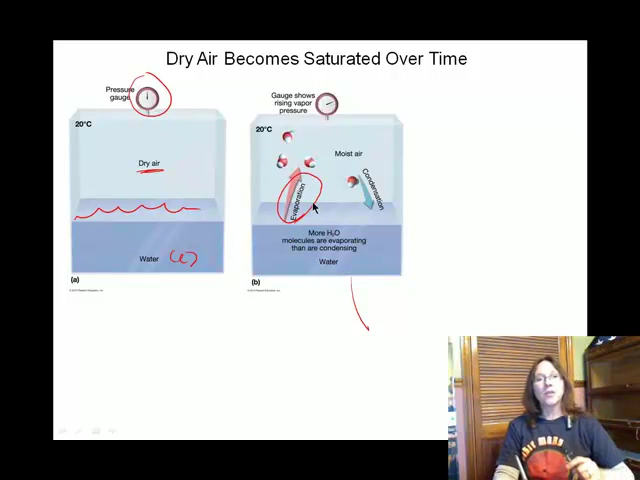 Dry Air Becomes Saturated Over Time
Pressure
gauge
20°C
Dry air
Water (l)
(a)
Gauge shows
rising vapor
pressure
20°C
Moist air
Evaporation
Condensation
More H₂O
molecules are evaporating
than are condensing
Water
(b)